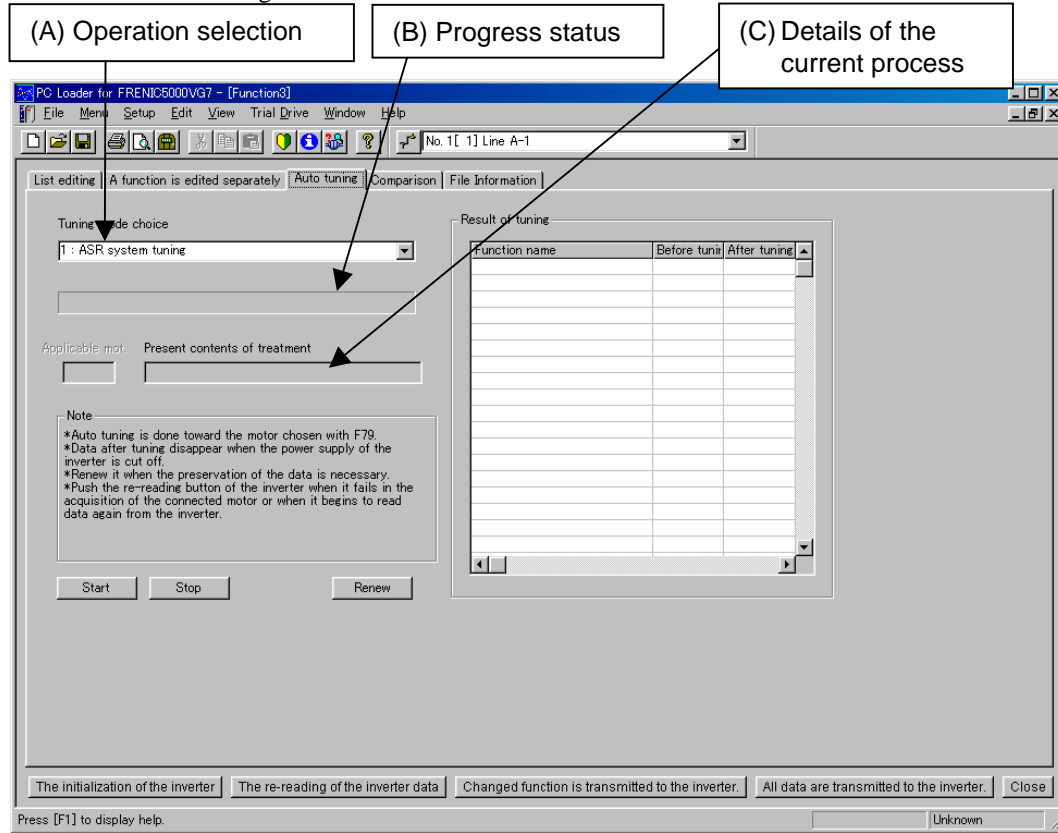 (A) Operation selection
(B) Progress status
(C) Details of the
current process
PC Loader for FRENIC5000VG7 - [Function3]
File Menu Setup Edit View Trial Drive Window Help
No. 1[ 1] Line A-1
List editing A function is edited separately Auto tuning Comparison File Information
Tuning de choice
1 : ASR system tuning
Applicable mot. Present contents of treatment
Note
*Auto tuning is done toward the motor chosen with F79.
*Data after tuning disappear when the power supply of the
inverter is cut off.
*Renew it when the preservation of the data is necessary.
*Push the re-reading button of the inverter when it fails in the
acquisition of the connected motor or when it begins to read
data again from the inverter.
Start Stop Renew
Result of tuning
Function name Before tunin After tuning
The initialization of the inverter The re-reading of the inverter data Changed function is transmitted to the inverter. All data are transmitted to the inverter. Close
Press [F1] to display help. Unknown